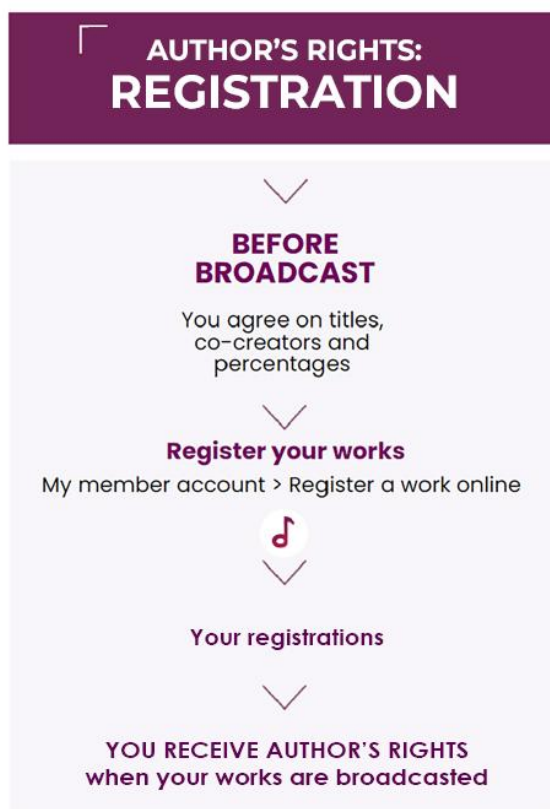 AUTHOR'S RIGHTS:
REGISTRATION
BEFORE
BROADCAST
You agree on titles,
co-creators and
percentages
Register your works
My member account > Register a work online
Your registrations
YOU RECEIVE AUTHOR'S RIGHTS
when your works are broadcasted